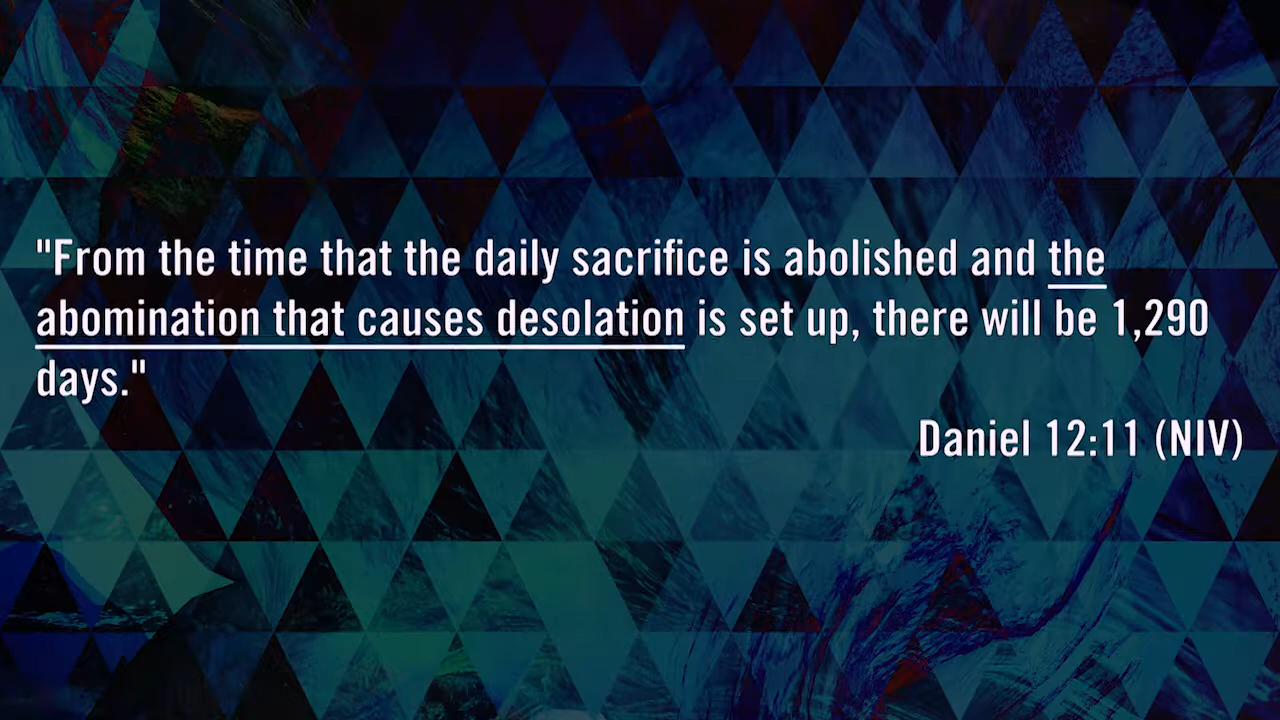 "From the time that the daily sacrifice is abolished and the
abomination that causes desolation is set up, there will be 1,290
days."
Daniel 12:11 (NIV)